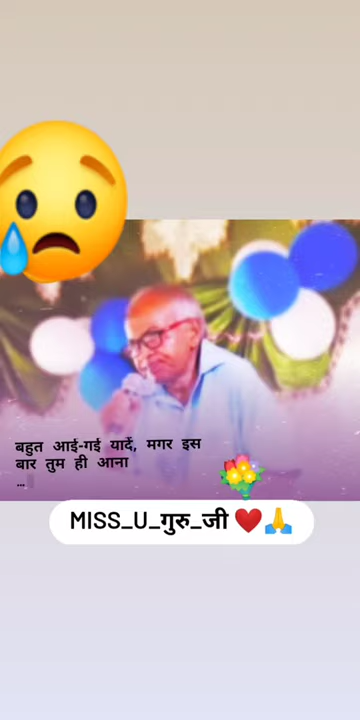 बहुत आई-गई यादें, मगर इस
बार तुम ही आना
...
MISS_U_गुरु_जी ❤️🙏